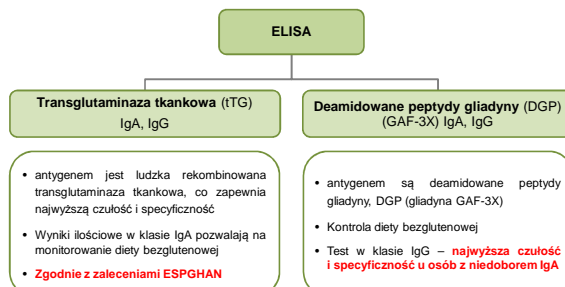 ELISA
Transglutaminaza tkankowa (tTG)
IgA, IgG
Deamidowane peptydy gliadyny (DGP)
(GAF-3X) IgA, IgG
• antygenem jest ludzka rekombinowana
transglutaminaza tkankowa, co zapewnia
najwyższą czułość i specyficzność
• Wyniki ilościowe w klasie IgA pozwalają na
monitorowanie diety bezglutenowej
• Zgodnie z zaleceniami ESPGHAN
• antygenem są deamidowane peptydy
gliadyny, DGP (gliadyna GAF-3X)
• Kontrola diety bezglutenowej
• Test w klasie IgG – najwyższa czułość
i specyficzność u osób z niedoborem IgA